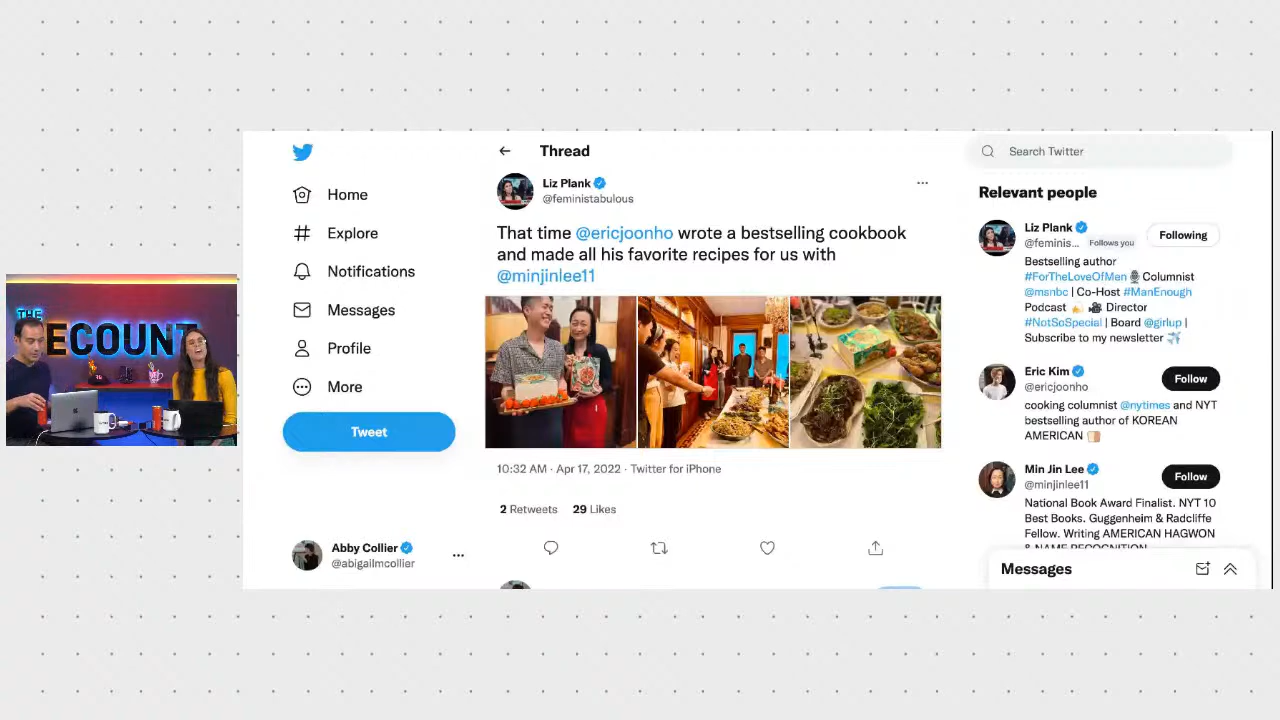 THE
RECOUNT
Home
Explore
Notifications
Messages
Profile
More
Tweet
Abby Collier
@abigailmcollier
Thread
Liz Plank
@feministabulous
That time @ericjoonho wrote a bestselling cookbook
and made all his favorite recipes for us with
@minjinlee11
10:32 AM · Apr 17, 2022 · Twitter for iPhone
2 Retweets 29 Likes
Search Twitter
Relevant people
Liz Plank
@feminis... Follows you
Following
Bestselling author
#ForTheLoveOfMen 🎙 Columnist
@msnbc | Co-Host #ManEnough
Podcast 💫 🎥 Director
#NotSoSpecial | Board @girlup |
Subscribe to my newsletter ✈️
Eric Kim
@ericjoonho
Follow
cooking columnist @nytimes and NYT
bestselling author of KOREAN
AMERICAN 🍞
Min Jin Lee
@minjinlee11
Follow
National Book Award Finalist. NYT 10
Best Books. Guggenheim & Radcliffe
Fellow. Writing AMERICAN HAGWON
& NAME RECOGNITION
Messages